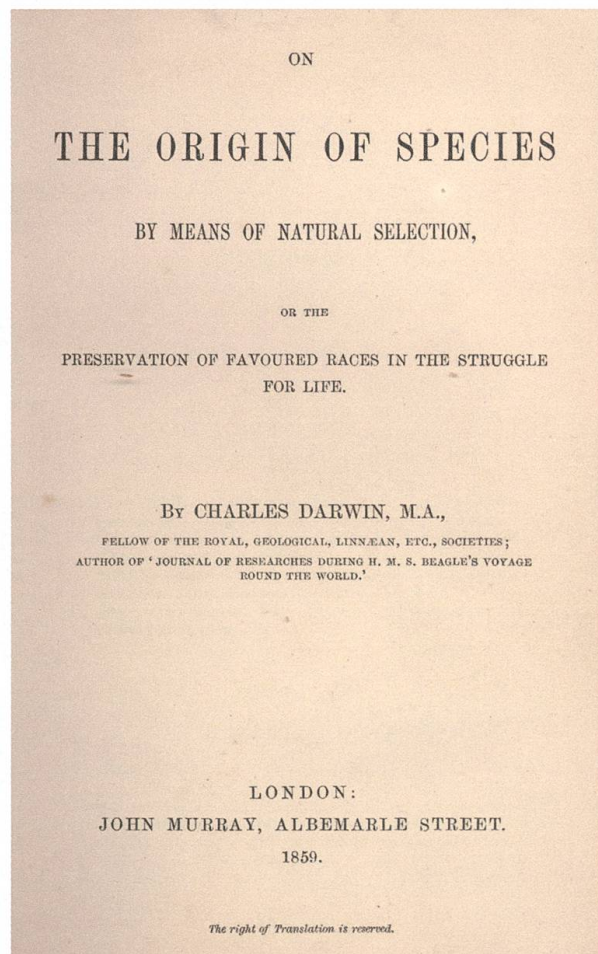 ON
THE ORIGIN OF SPECIES
BY MEANS OF NATURAL SELECTION,
OR THE
PRESERVATION OF FAVOURED RACES IN THE STRUGGLE
FOR LIFE.
By CHARLES DARWIN, M.A.,
FELLOW OF THE ROYAL, GEOLOGICAL, LINNÆAN, ETC., SOCIETIES;
AUTHOR OF ‘JOURNAL OF RESEARCHES DURING H. M. S. BEAGLE’S VOYAGE
ROUND THE WORLD.’
LONDON:
JOHN MURRAY, ALBEMARLE STREET.
1859.
The right of Translation is reserved.